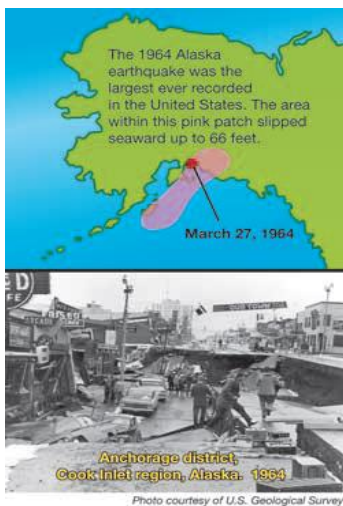 The 1964 Alaska
earthquake was the
largest ever recorded
in the United States. The area
within this pink patch slipped
seaward up to 66 feet.
March 27, 1964
D
FE
ARCADE
Anchorage district,
Cook Inlet region, Alaska. 1964
Photo courtesy of U.S. Geological Survey